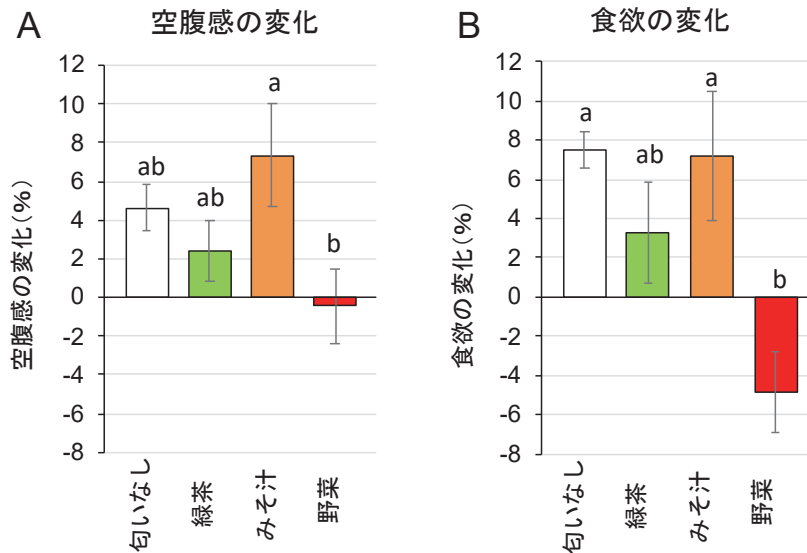 A
空腹感の変化
空腹感の変化(%)
12
10
8
6
4
2
0
-2
-4
-6
-8
ab
ab
a
b
匂いなし
緑茶
みそ汁
野菜
B
食欲の変化
食欲の変化(%)
12
10
8
6
4
2
0
-2
-4
-6
-8
a
ab
a
b
匂いなし
緑茶
みそ汁
野菜